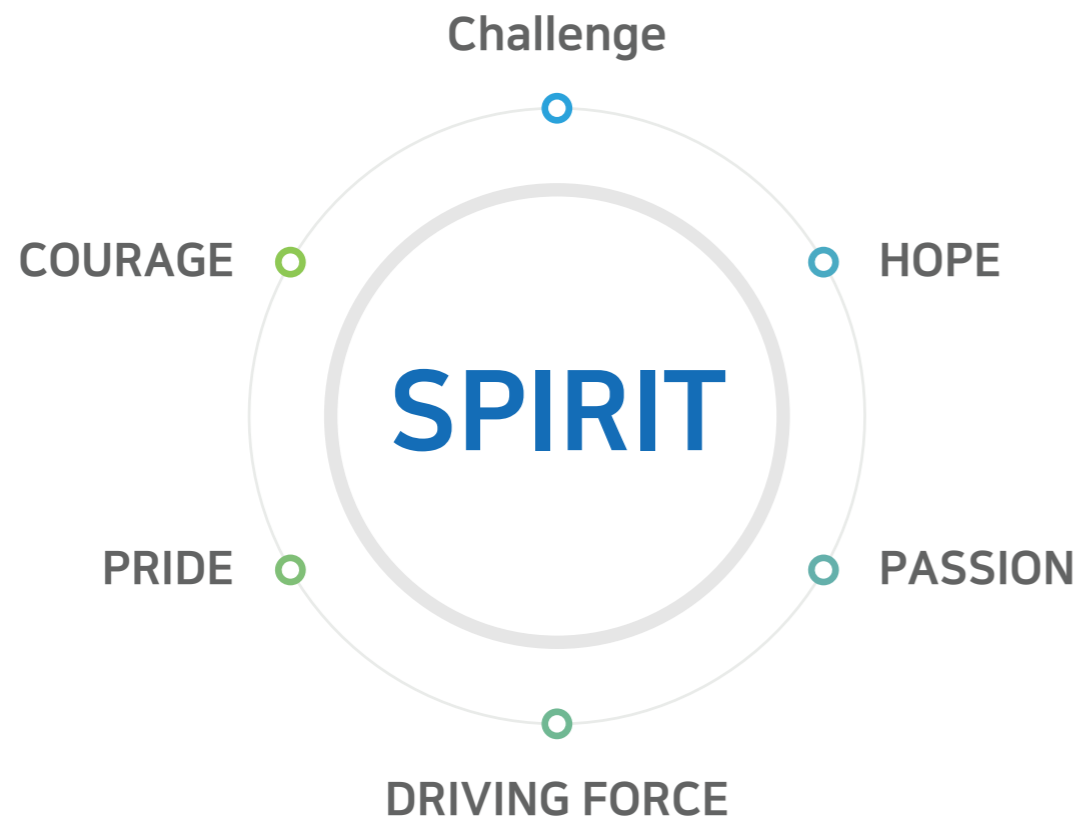 Challenge
COURAGE
HOPE
SPIRIT
PRIDE
PASSION
DRIVING FORCE